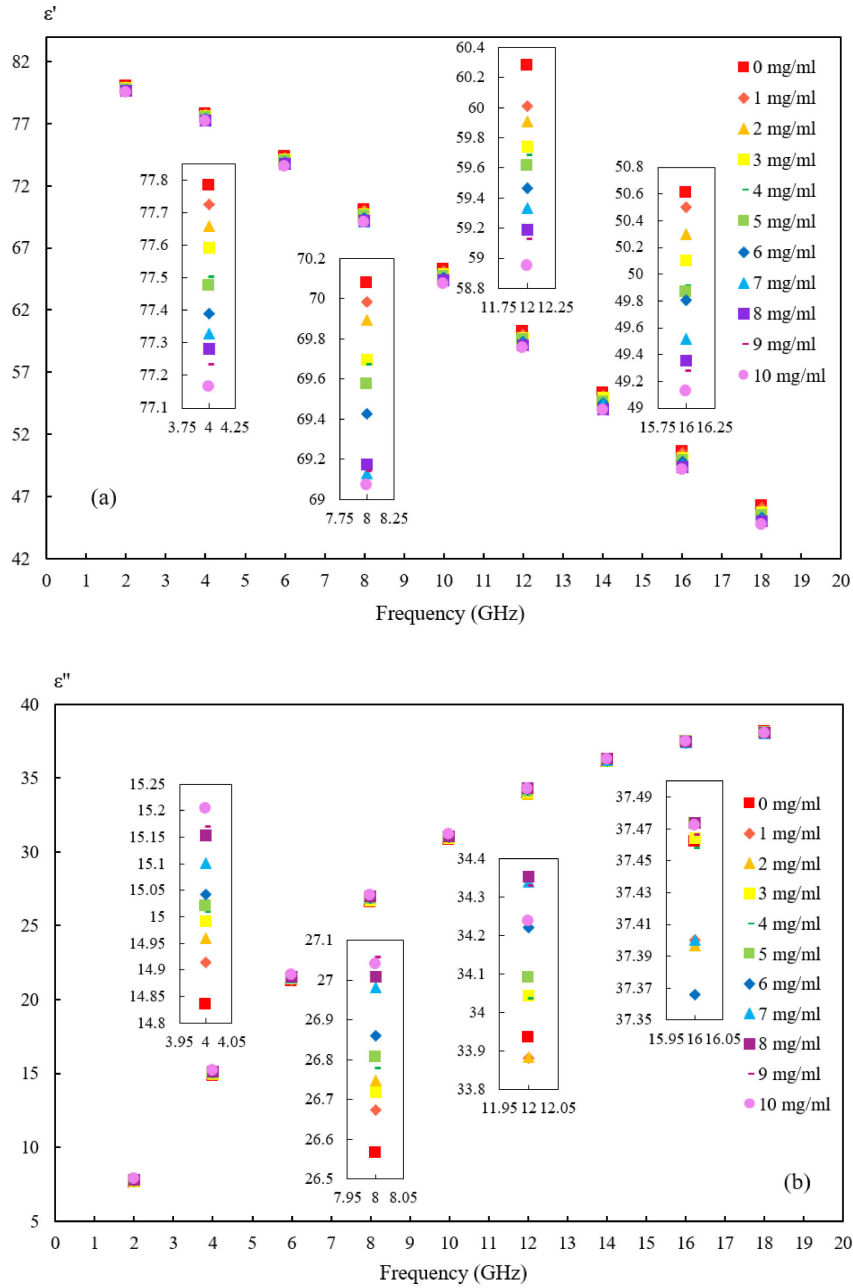 ε'
82
77
72
67
62
57
52
47
42
0 1 2 3 4 5 6 7 8 9 10 11 12 13 14 15 16 17 18 19 20
Frequency (GHz)
(a)
77.8
77.7
77.6
77.5
77.4
77.3
77.2
77.1
3.75 4 4.25
70.2
70
69.8
69.6
69.4
69.2
69
7.75 8 8.25
60.4
60.2
60
59.8
59.6
59.4
59.2
59
58.8
11.75 12 12.25
50.8
50.6
50.4
50.2
50
49.8
49.6
49.4
49.2
49
15.75 16 16.25
0 mg/ml
1 mg/ml
2 mg/ml
3 mg/ml
4 mg/ml
5 mg/ml
6 mg/ml
7 mg/ml
8 mg/ml
9 mg/ml
10 mg/ml
ε"
40
35
30
25
20
15
10
5
0 1 2 3 4 5 6 7 8 9 10 11 12 13 14 15 16 17 18 19 20
Frequency (GHz)
(b)
15.25
15.2
15.15
15.1
15.05
15
14.95
14.9
14.85
14.8
3.95 4 4.05
27.1
27
26.9
26.8
26.7
26.6
26.5
7.95 8 8.05
34.4
34.3
34.2
34.1
34
33.9
33.8
11.95 12 12.05
37.49
37.47
37.45
37.43
37.41
37.39
37.37
37.35
15.95 16 16.05
0 mg/ml
1 mg/ml
2 mg/ml
3 mg/ml
4 mg/ml
5 mg/ml
6 mg/ml
7 mg/ml
8 mg/ml
9 mg/ml
10 mg/ml